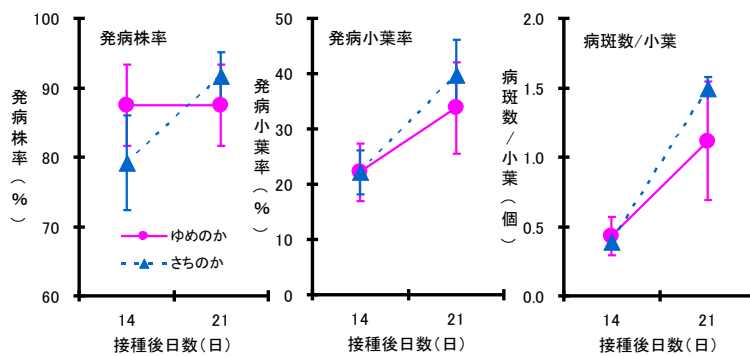 発病株率
発病株率(%)
100
90
80
70
60
ゆめのか
さちのか
14
21
接種後日数(日)
発病小葉率
発病小葉率(%)
50
40
30
20
10
0
14
21
接種後日数(日)
病斑数/小葉
病斑数/小葉(個)
2.0
1.5
1.0
0.5
0.0
14
21
接種後日数(日)